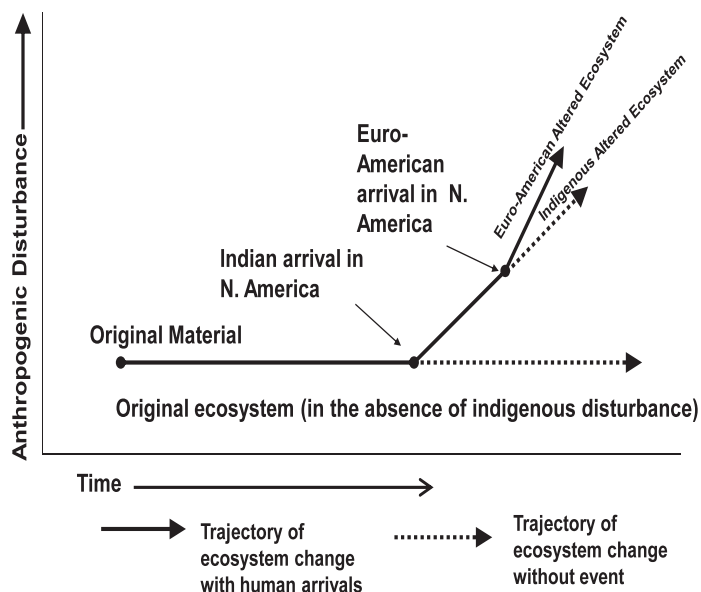 Anthropogenic Disturbance
Euro-American Altered Ecosystem
Indigenous Altered Ecosystem
Euro-
American
arrival in N.
America
Indian arrival in
N. America
Original Material
Original ecosystem (in the absence of indigenous disturbance)
Time
Trajectory of
ecosystem change
with human arrivals
Trajectory of
ecosystem change
without event